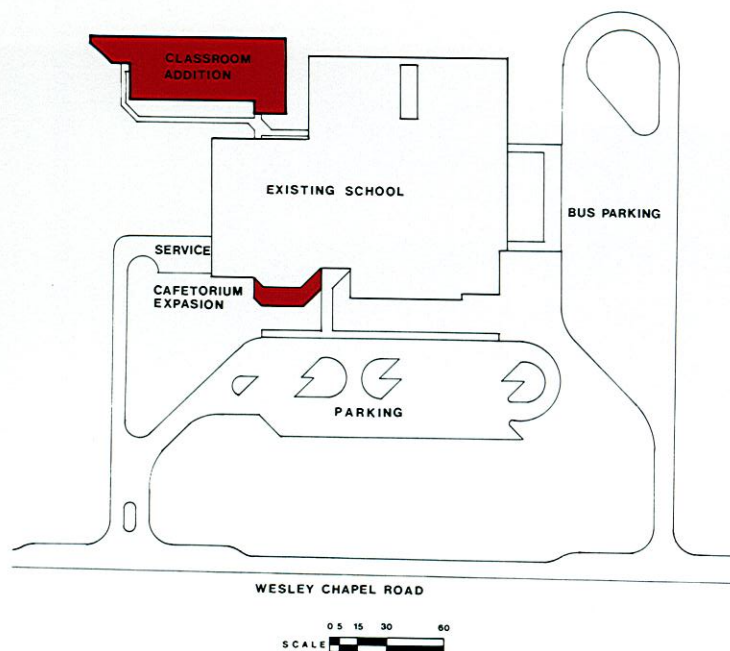 CLASSROOM
ADDITION
EXISTING SCHOOL
BUS PARKING
SERVICE
CAFETORIUM
EXPASION
PARKING
WESLEY CHAPEL ROAD
0 5 15 30 60
SCALE